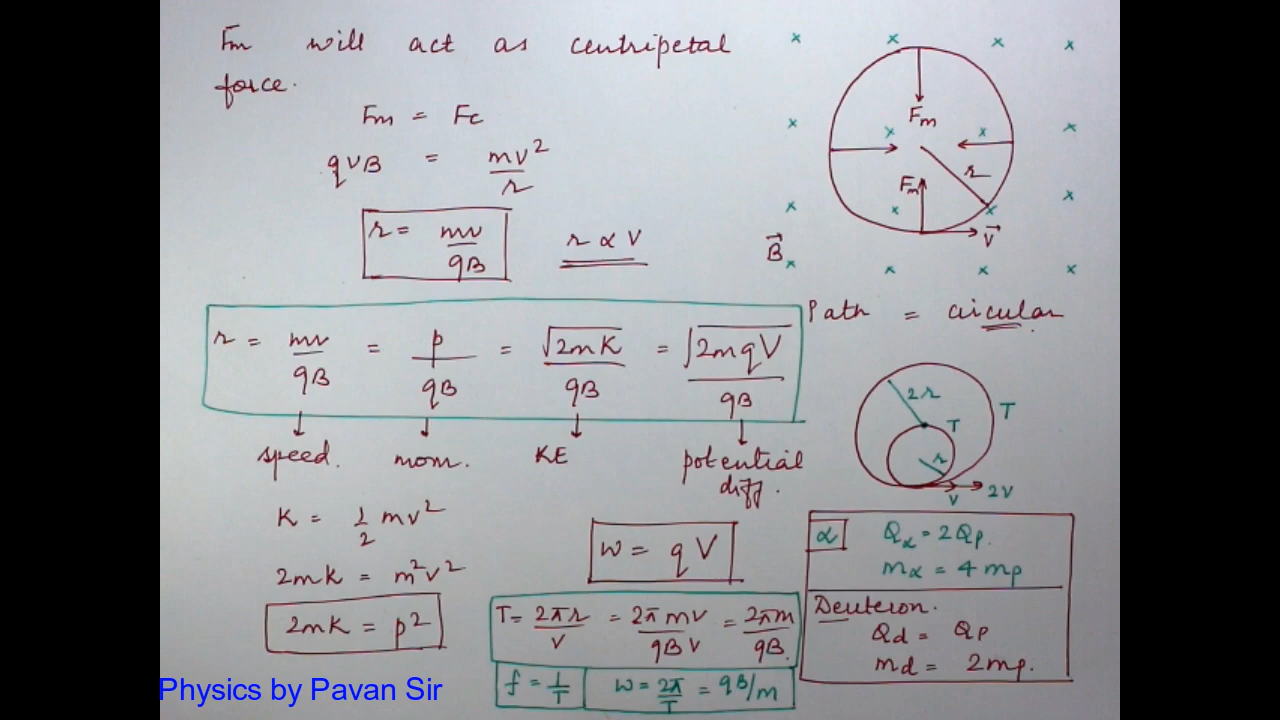 Fm will act as centripetal
force.
Fm = Fc
qvB = mv²/r
r = mv/qB
r ∝ V
r = mv/qB = p/qB = √2mK/qB = √2mqV/qB
speed. mom. KE potential
diff.
K = 1/2 mv²
2mK = m²v²
2mK = p²
w = qV
T = 2πr/v = 2πmv/qBv = 2πm/qB.
f = 1/T
w = 2π/T = qB/m
x x x x
Fm
x x x x
r
Fm
x x x x
V⃗
B⃗
x x x x
Path = circular
2r T
T
r
v 2v
α Qα = 2Qp.
mα = 4mp
Deuteron.
Qd = Qp
md = 2mp.
Physics by Pavan Sir